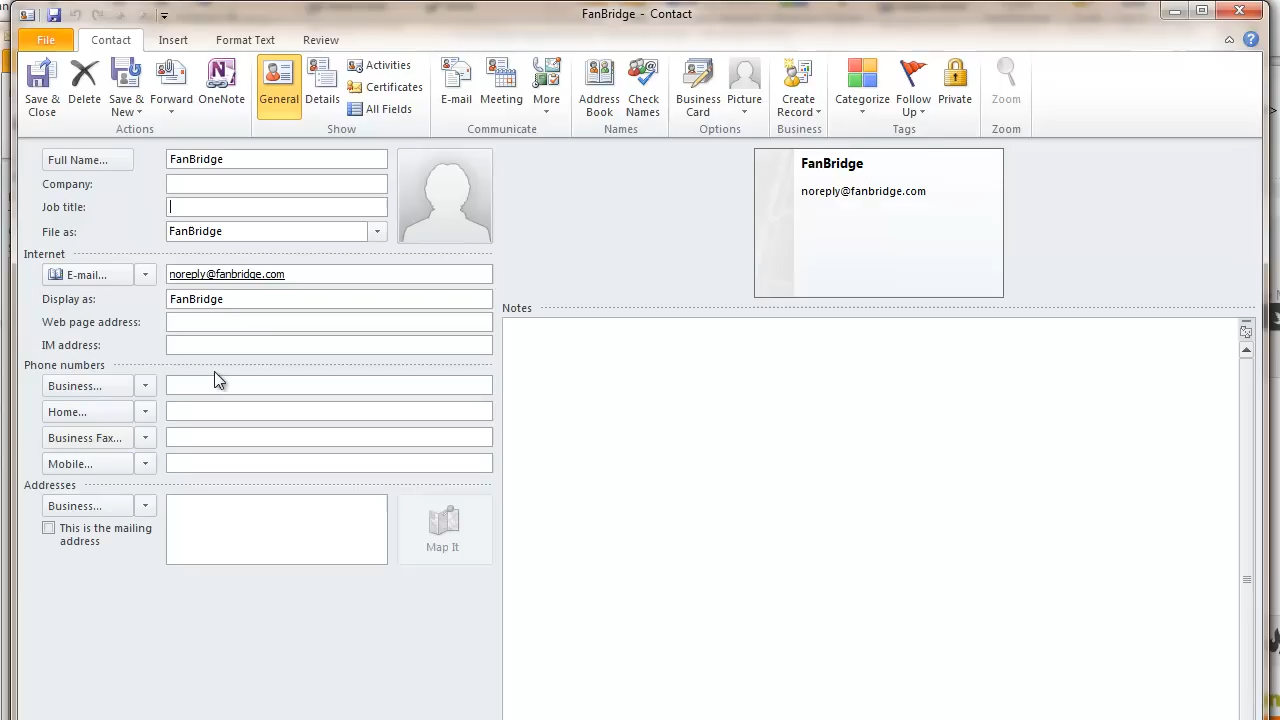 FanBridge - Contact
File Contact Insert Format Text Review
Save & Close
Delete
Save & New
Forward
OneNote
General
Details
Activities
Certificates
All Fields
E-mail
Meeting
More
Address Book
Check Names
Business Card
Picture
Create Record
Categorize
Follow Up
Private
Zoom
Actions Show Communicate Names Options Business Tags Zoom
Full Name... FanBridge
Company:
Job title:
File as: FanBridge
Internet
E-mail... noreply@fanbridge.com
Display as: FanBridge
Web page address:
IM address:
Phone numbers
Business...
Home...
Business Fax...
Mobile...
Addresses
Business...
This is the mailing
address
Map It
FanBridge
noreply@fanbridge.com
Notes